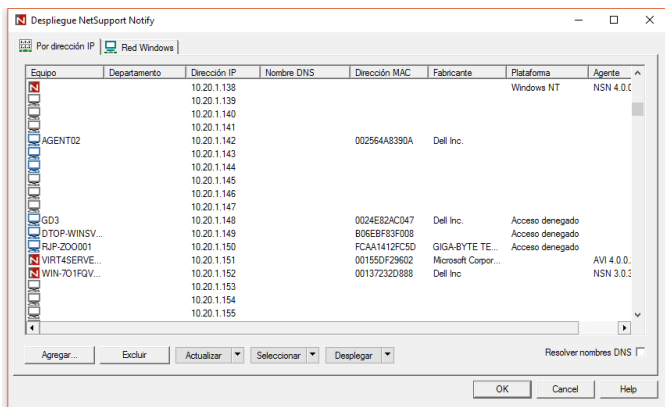 Despliegue NetSupport Notify
Por dirección IP Red Windows
Equipo Departamento Dirección IP Nombre DNS Dirección MAC Fabricante Plataforma Agente
10.20.1.138 Windows NT NSN 4.0.0
10.20.1.139
10.20.1.140
10.20.1.141
AGENT02 10.20.1.142 002564A8390A Dell Inc.
10.20.1.143
10.20.1.144
10.20.1.145
10.20.1.146
10.20.1.147
GD3 10.20.1.148 0024E82AC047 Dell Inc. Acceso denegado
DTOP-WINSV... 10.20.1.149 B06EBF83F008 Acceso denegado
RJP-ZOO001 10.20.1.150 FCAA1412FC5D GIGA-BYTE TE... Acceso denegado
VIRT4SERVE... 10.20.1.151 00155DF29602 Microsoft Corpor... AVI 4.0.0.
WIN-7O1FQV... 10.20.1.152 00137232D888 Dell Inc NSN 3.0.3
10.20.1.153
10.20.1.154
10.20.1.155
Agregar... Excluir Actualizar Seleccionar Desplegar Resolver nombres DNS
OK Cancel Help